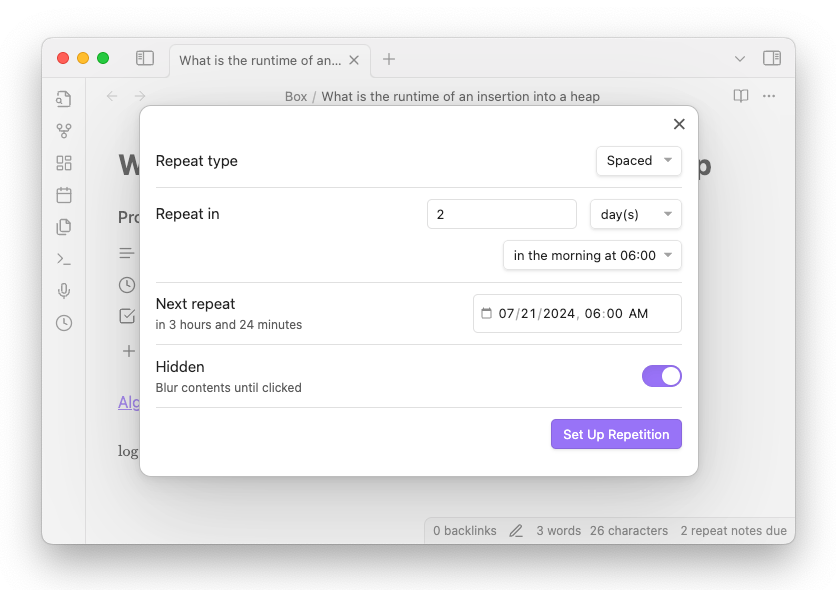 What is the runtime of an...
Box / What is the runtime of an insertion into a heap
Repeat type
Spaced
Repeat in
2
day(s)
in the morning at 06:00
Next repeat
in 3 hours and 24 minutes
07/21/2024, 06:00 AM
Hidden
Blur contents until clicked
Set Up Repetition
W
p
Pro
Alg
log
0 backlinks 3 words 26 characters 2 repeat notes due